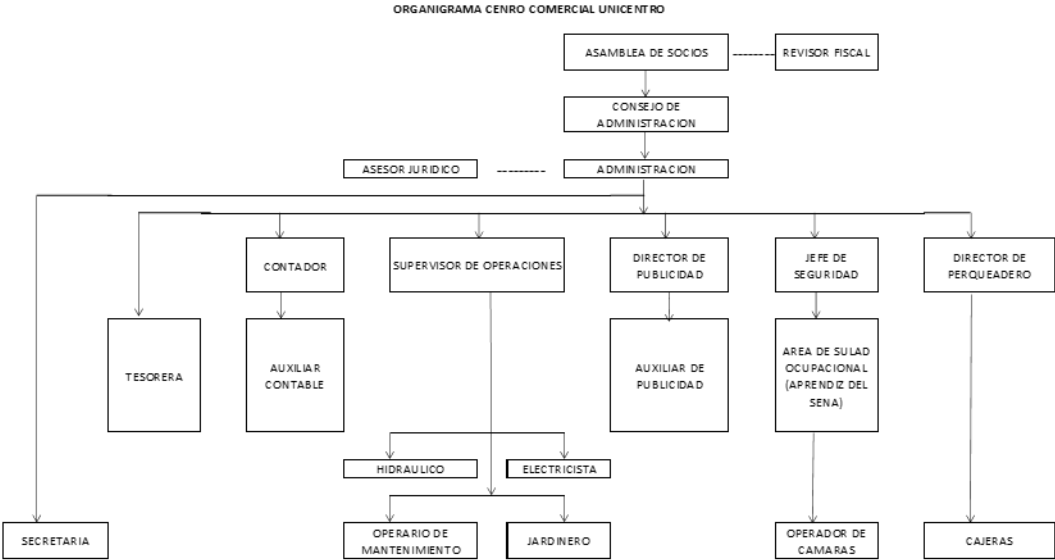 ORGANIGRAMA CENRO COMERCIAL UNICENTRO
ASAMBLEA DE SOCIOS
REVISOR FISCAL
CONSEJO DE
ADMINISTRACION
ASESOR JURIDICO
ADMINISTRACION
CONTADOR
SUPERVISOR DE OPERACIONES
DIRECTOR DE
PUBLICIDAD
JEFE DE
SEGURIDAD
DIRECTOR DE
PERQUEADERO
TESORERA
AUXILIAR
CONTABLE
AUXILIAR DE
PUBLICIDAD
AREA DE SULAD
OCUPACIONAL
(APRENDIZ DEL
SENA)
HIDRAULICO
ELECTRICISTA
SECRETARIA
OPERARIO DE
MANTENIMIENTO
JARDINERO
OPERADOR DE
CAMARAS
CAJERAS